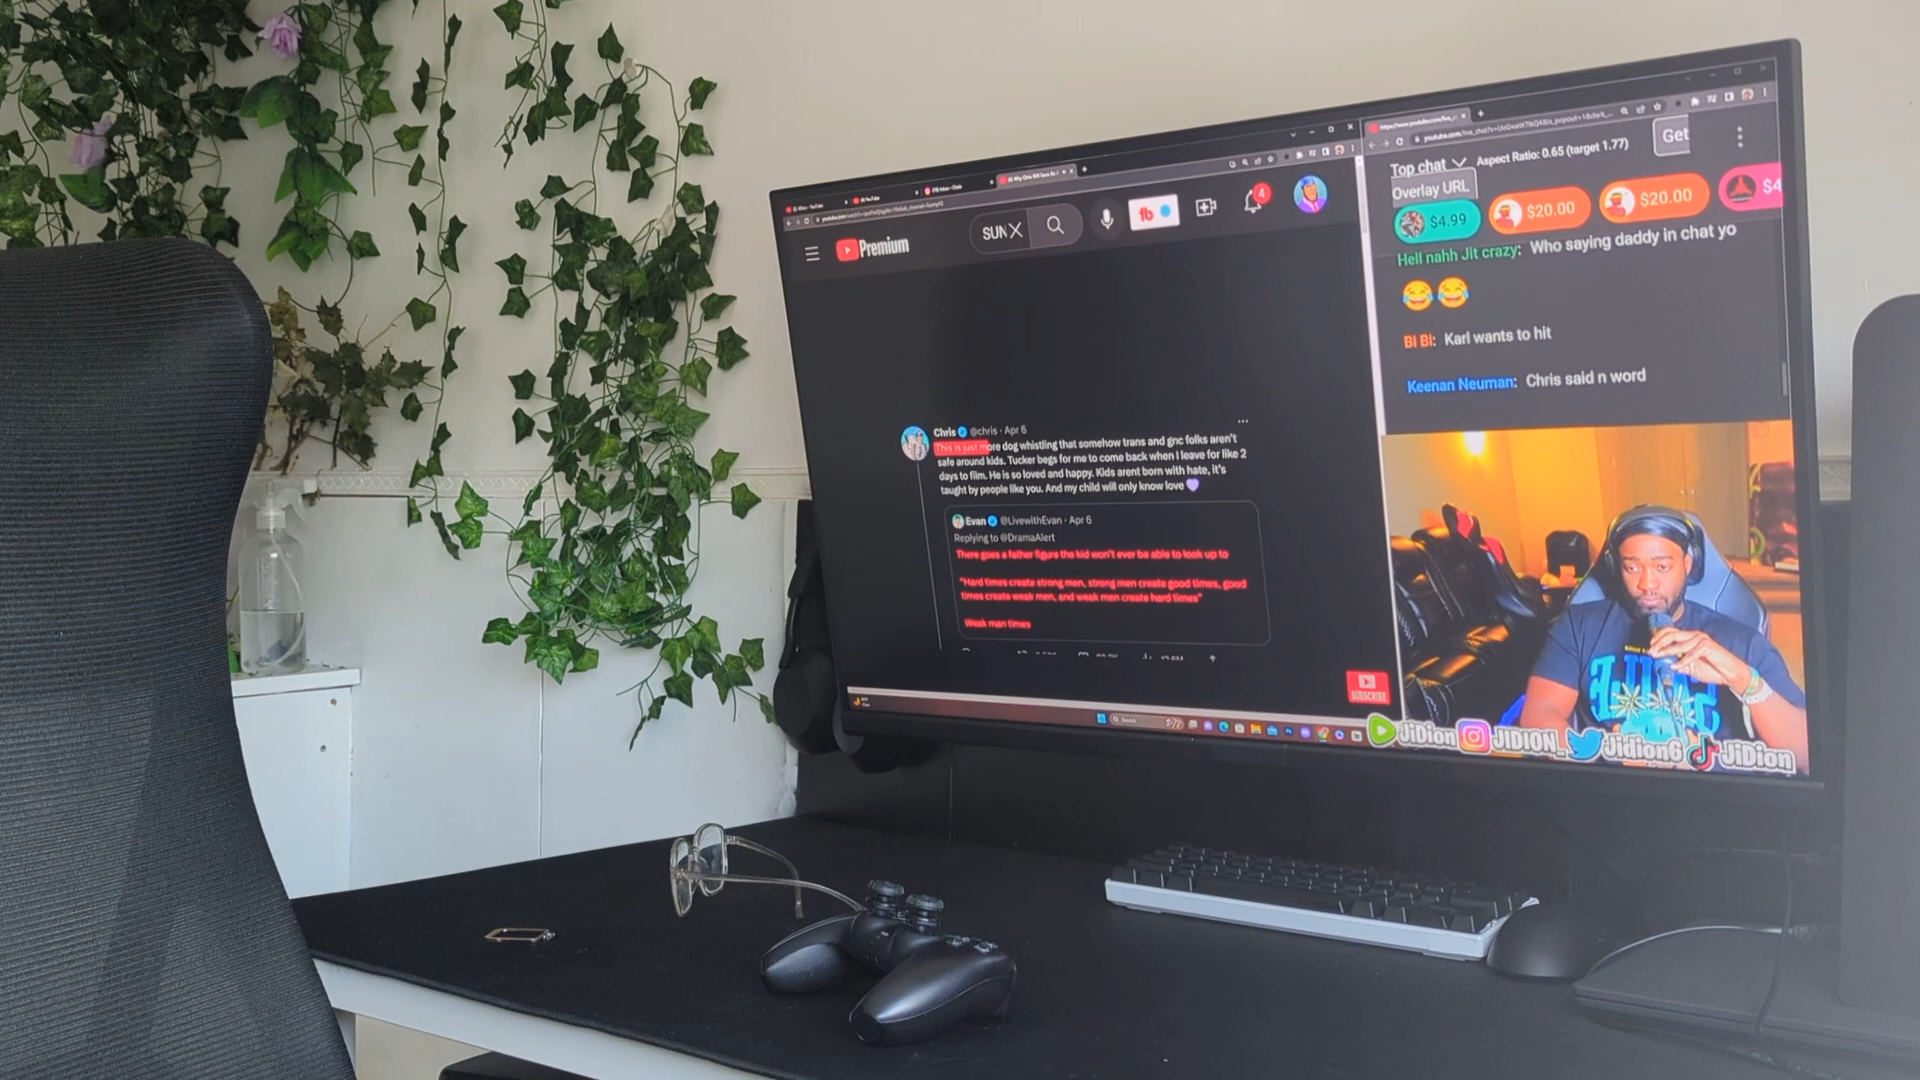 Premium
SUN
fb
4
Top chat
Aspect Ratio: 0.65 (target 1.77)
Get
Overlay URL
$4.99
$20.00
$20.00
$4
Hell nahh Jit crazy: Who saying daddy in chat yo
BI BI: Karl wants to hit
Keenan Neuman: Chris said n word
Chris @chris · Apr 6
This is just more dog whistling that somehow trans and gnc folks aren't
safe around kids. Tucker begs for me to come back when I leave for like 2
days to film. He is so loved and happy. Kids arent born with hate, it's
taught by people like you. And my child will only know love
Evan @LivewithEvan · Apr 6
Replying to @DramaAlert
There goes a father figure the kid won't ever be able to look up to
"Hard times create strong men, strong men create good times, good
times create weak men, and weak men create hard times"
Weak man times
SUBSCRIBE
Search
JiDion JIDION_ Jidion6 JiDion